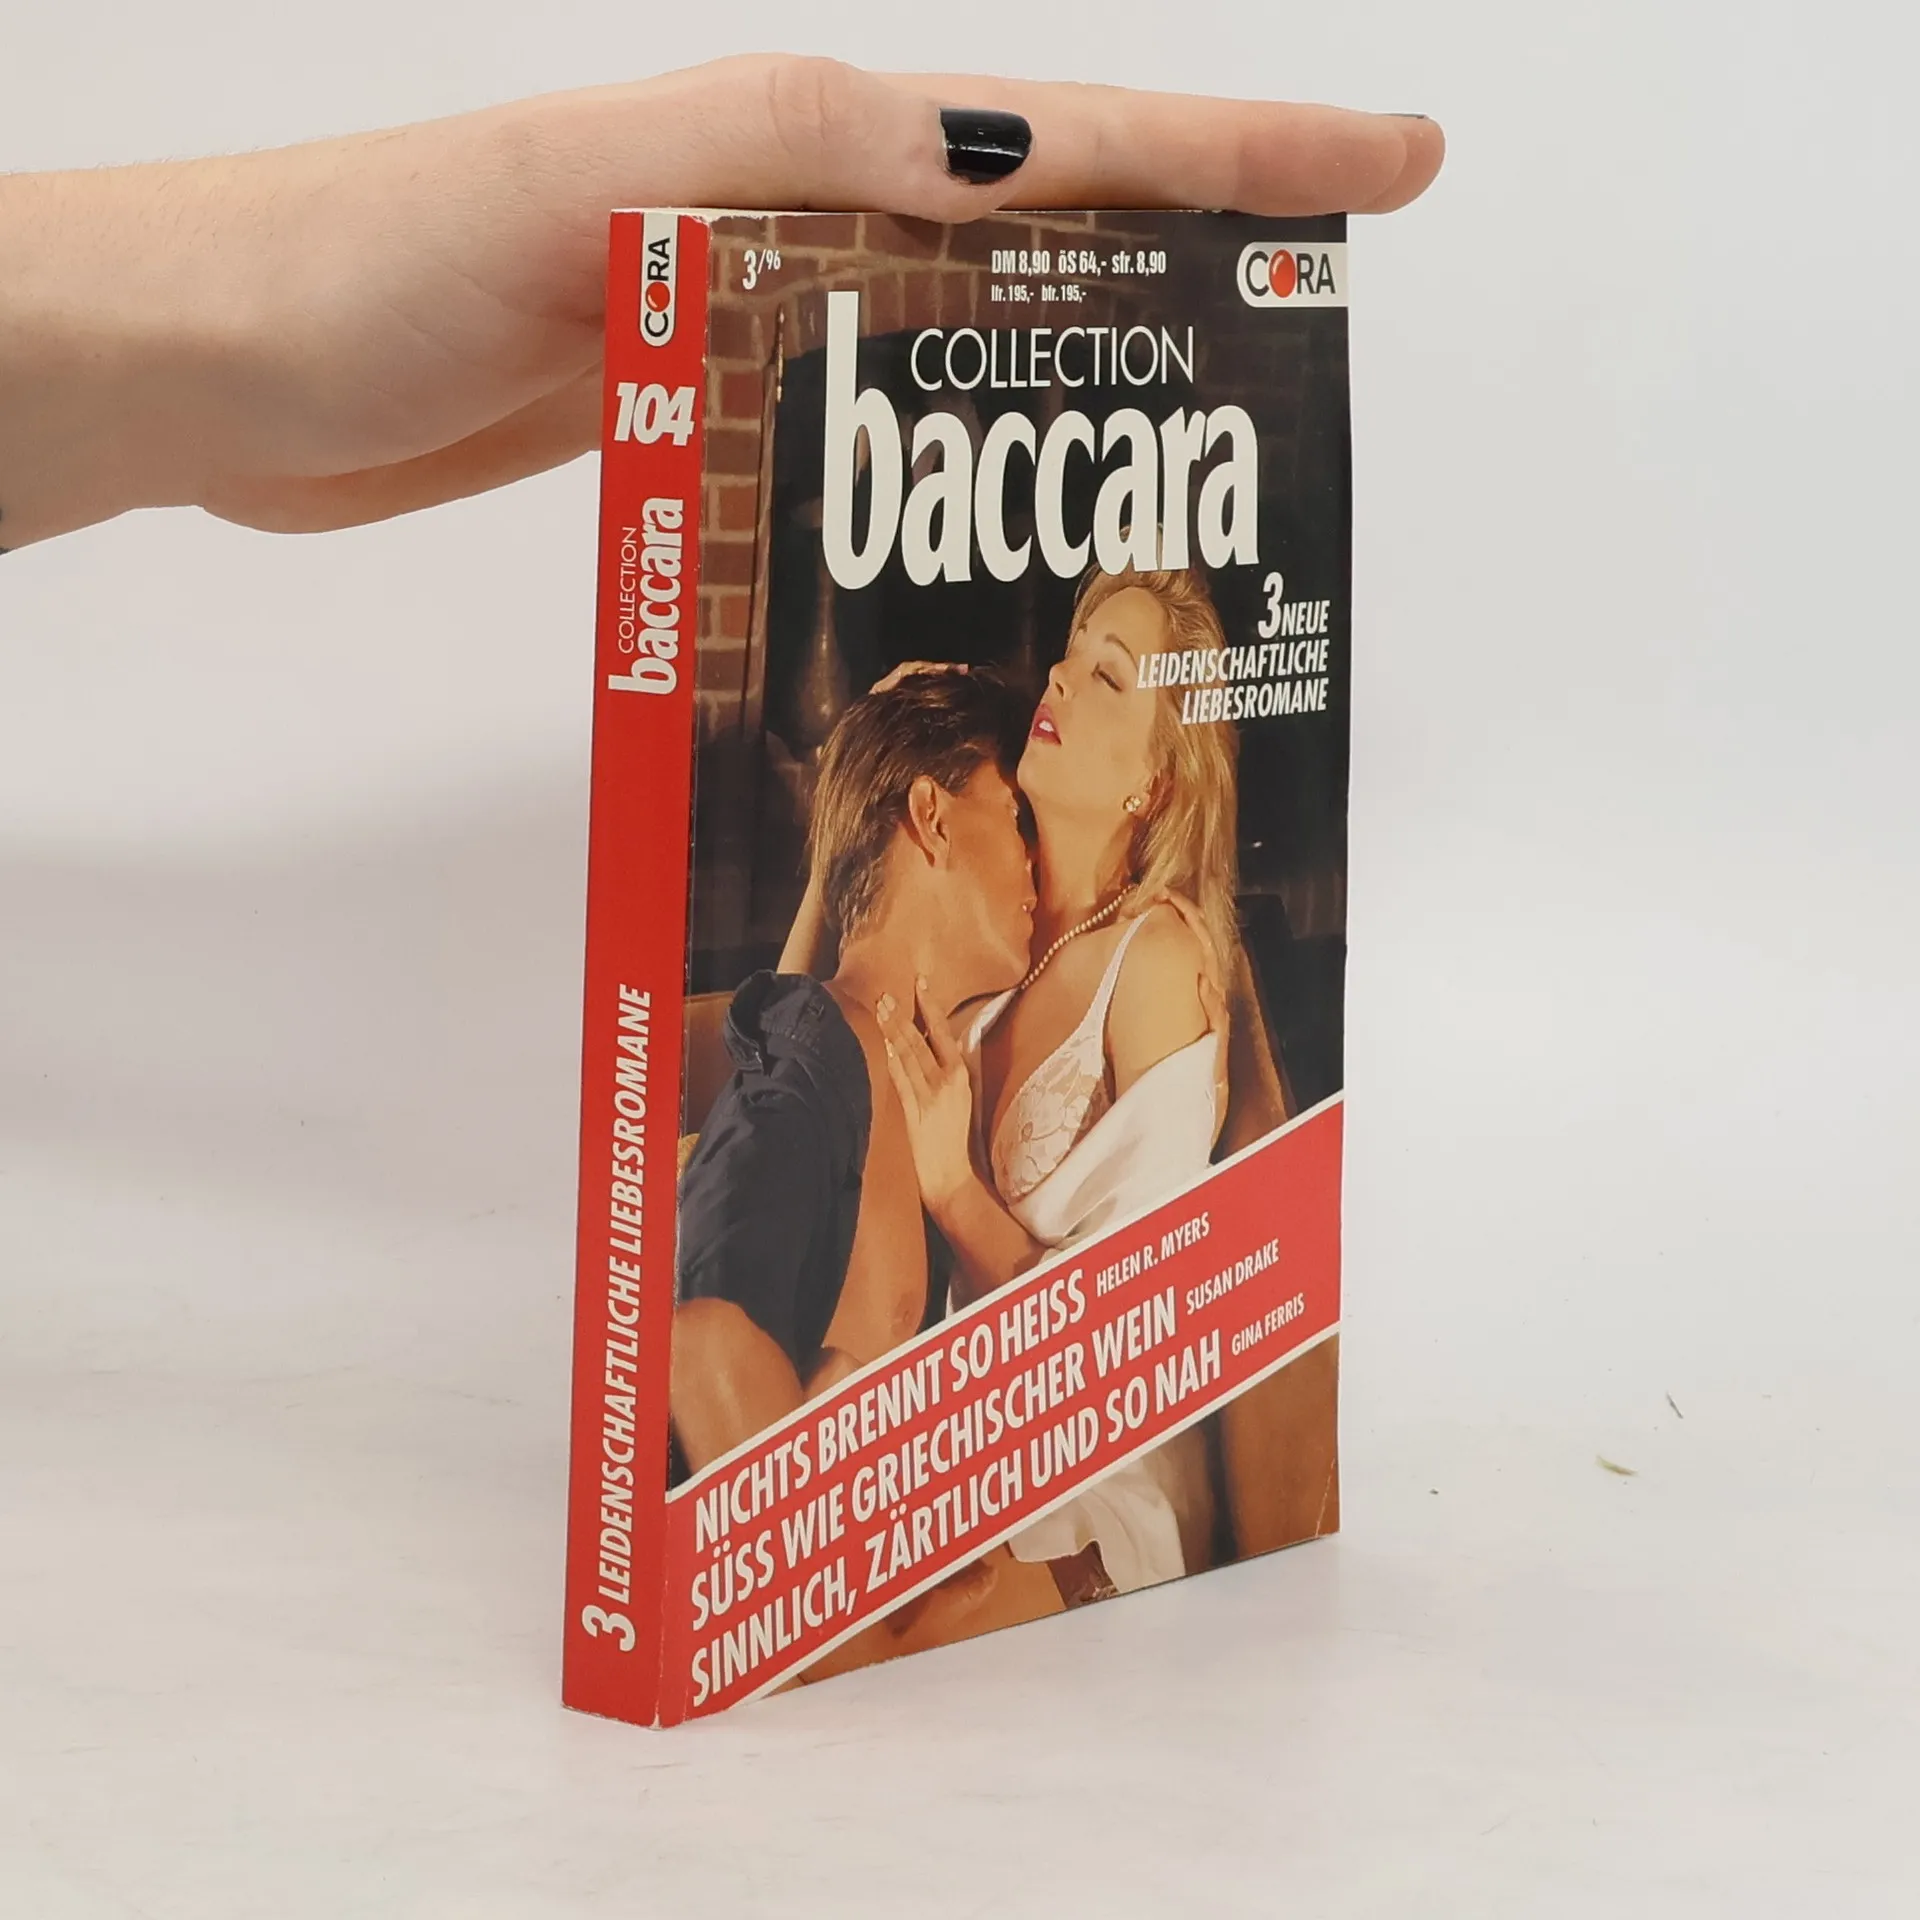 CORA
104
COLLECTION
baccara
3 LEIDENSCHAFTLICHE LIEBESROMANE
3/96
DM 8,90 öS 64,- sfr. 8,90
lfr. 195,- bfr. 195,-
CORA
COLLECTION
baccara
3 NEUE
LEIDENSCHAFTLICHE
LIEBESROMANE
NICHTS BRENNT SO HEISS HELEN R. MYERS
SÜSS WIE GRIECHISCHER WEIN SUSAN DRAKE
SINNLICH, ZÄRTLICH UND SO NAH GINA FERRIS